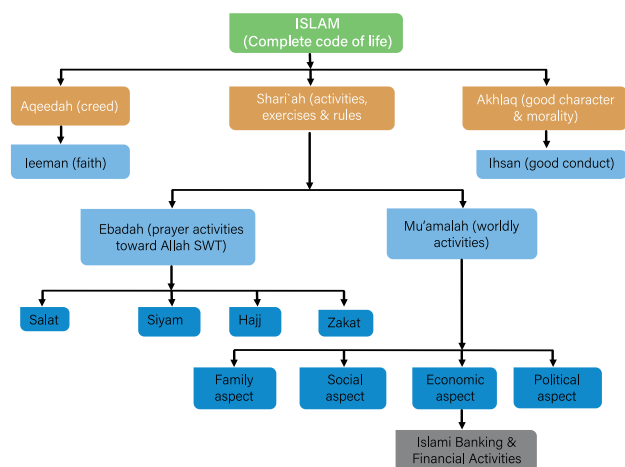 ISLAM
(Complete code of life)
Aqeedah (creed)
Shari`ah (activities,
exercises & rules
Akhlaq (good character
& morality)
Ieeman (faith)
Ihsan (good conduct)
Ebadah (prayer activities
toward Allah SWT)
Mu’amalah (worldly
activities)
Salat
Siyam
Hajj
Zakat
Family
aspect
Social
aspect
Economic
aspect
Political
aspect
Islami Banking &
Financial Activities